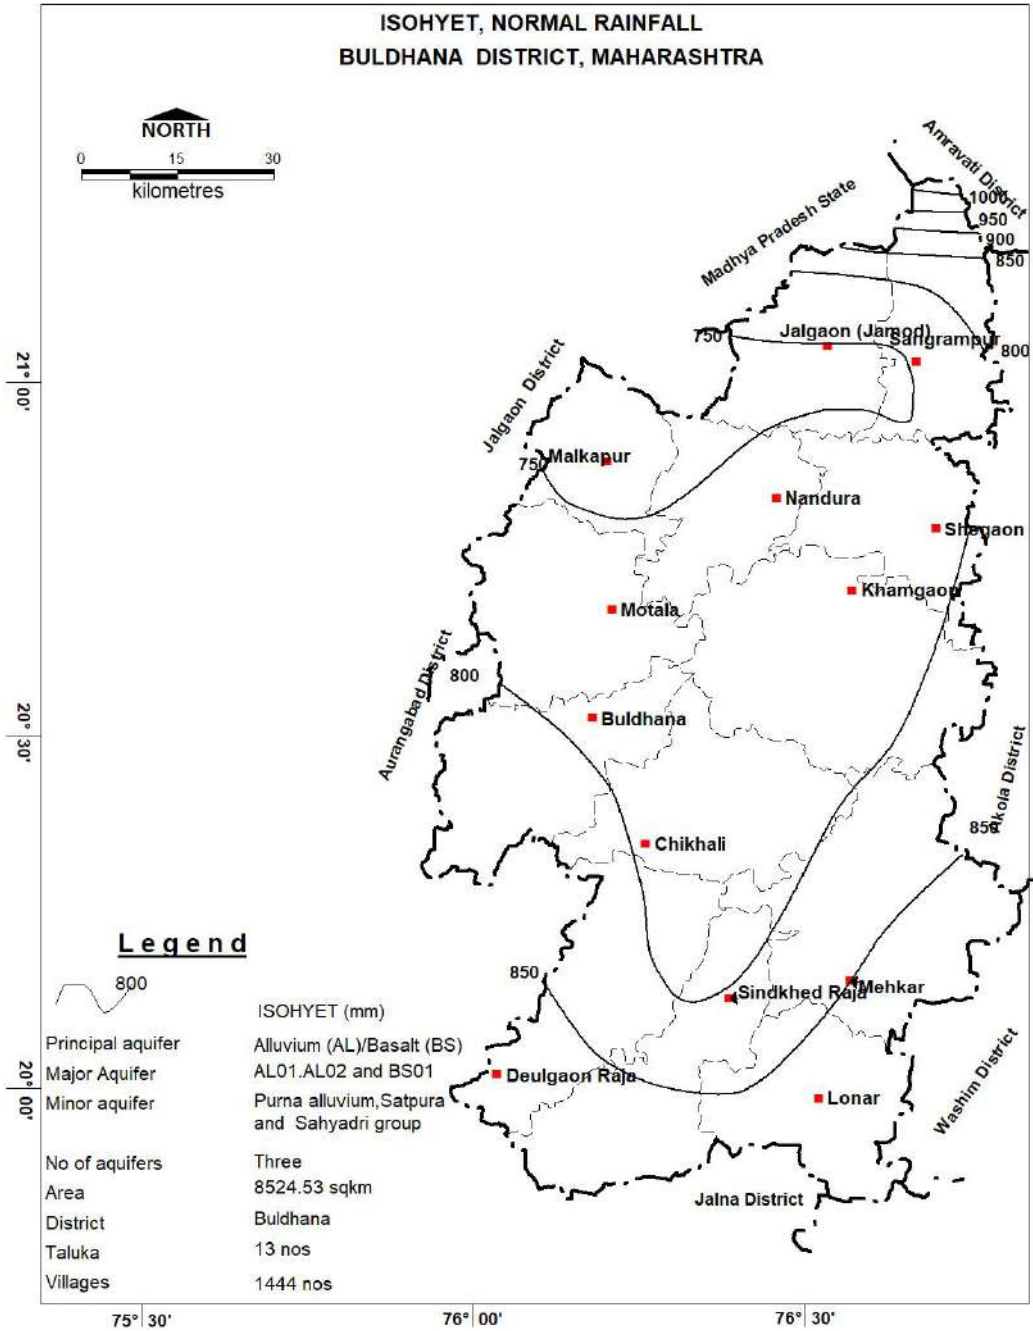 ISOHYET, NORMAL RAINFALL
BULDHANA DISTRICT, MAHARASHTRA
NORTH
0 15 30
kilometres
Amravati District
Madhya Pradesh State
1000
950
900
850
750
Jalgaon (Jamod)
Sangrampur
800
21° 00'
Jalgaon District
750
Malkapur
Nandura
Shegaon
Khamgaon
Motala
Aurangabad District
800
Buldhana
20° 30'
Akola District
850
Chikhali
850
Sindkhed Raja
Mehkar
Deulgaon Raja
Lonar
20° 00'
Washim District
Jalna District
Legend
800
ISOHYET (mm)
Principal aquifer Alluvium (AL)/Basalt (BS)
Major Aquifer AL01.AL02 and BS01
Minor aquifer Purna alluvium,Satpura
and Sahyadri group
No of aquifers Three
Area 8524.53 sqkm
District Buldhana
Taluka 13 nos
Villages 1444 nos
75° 30' 76° 00' 76° 30'